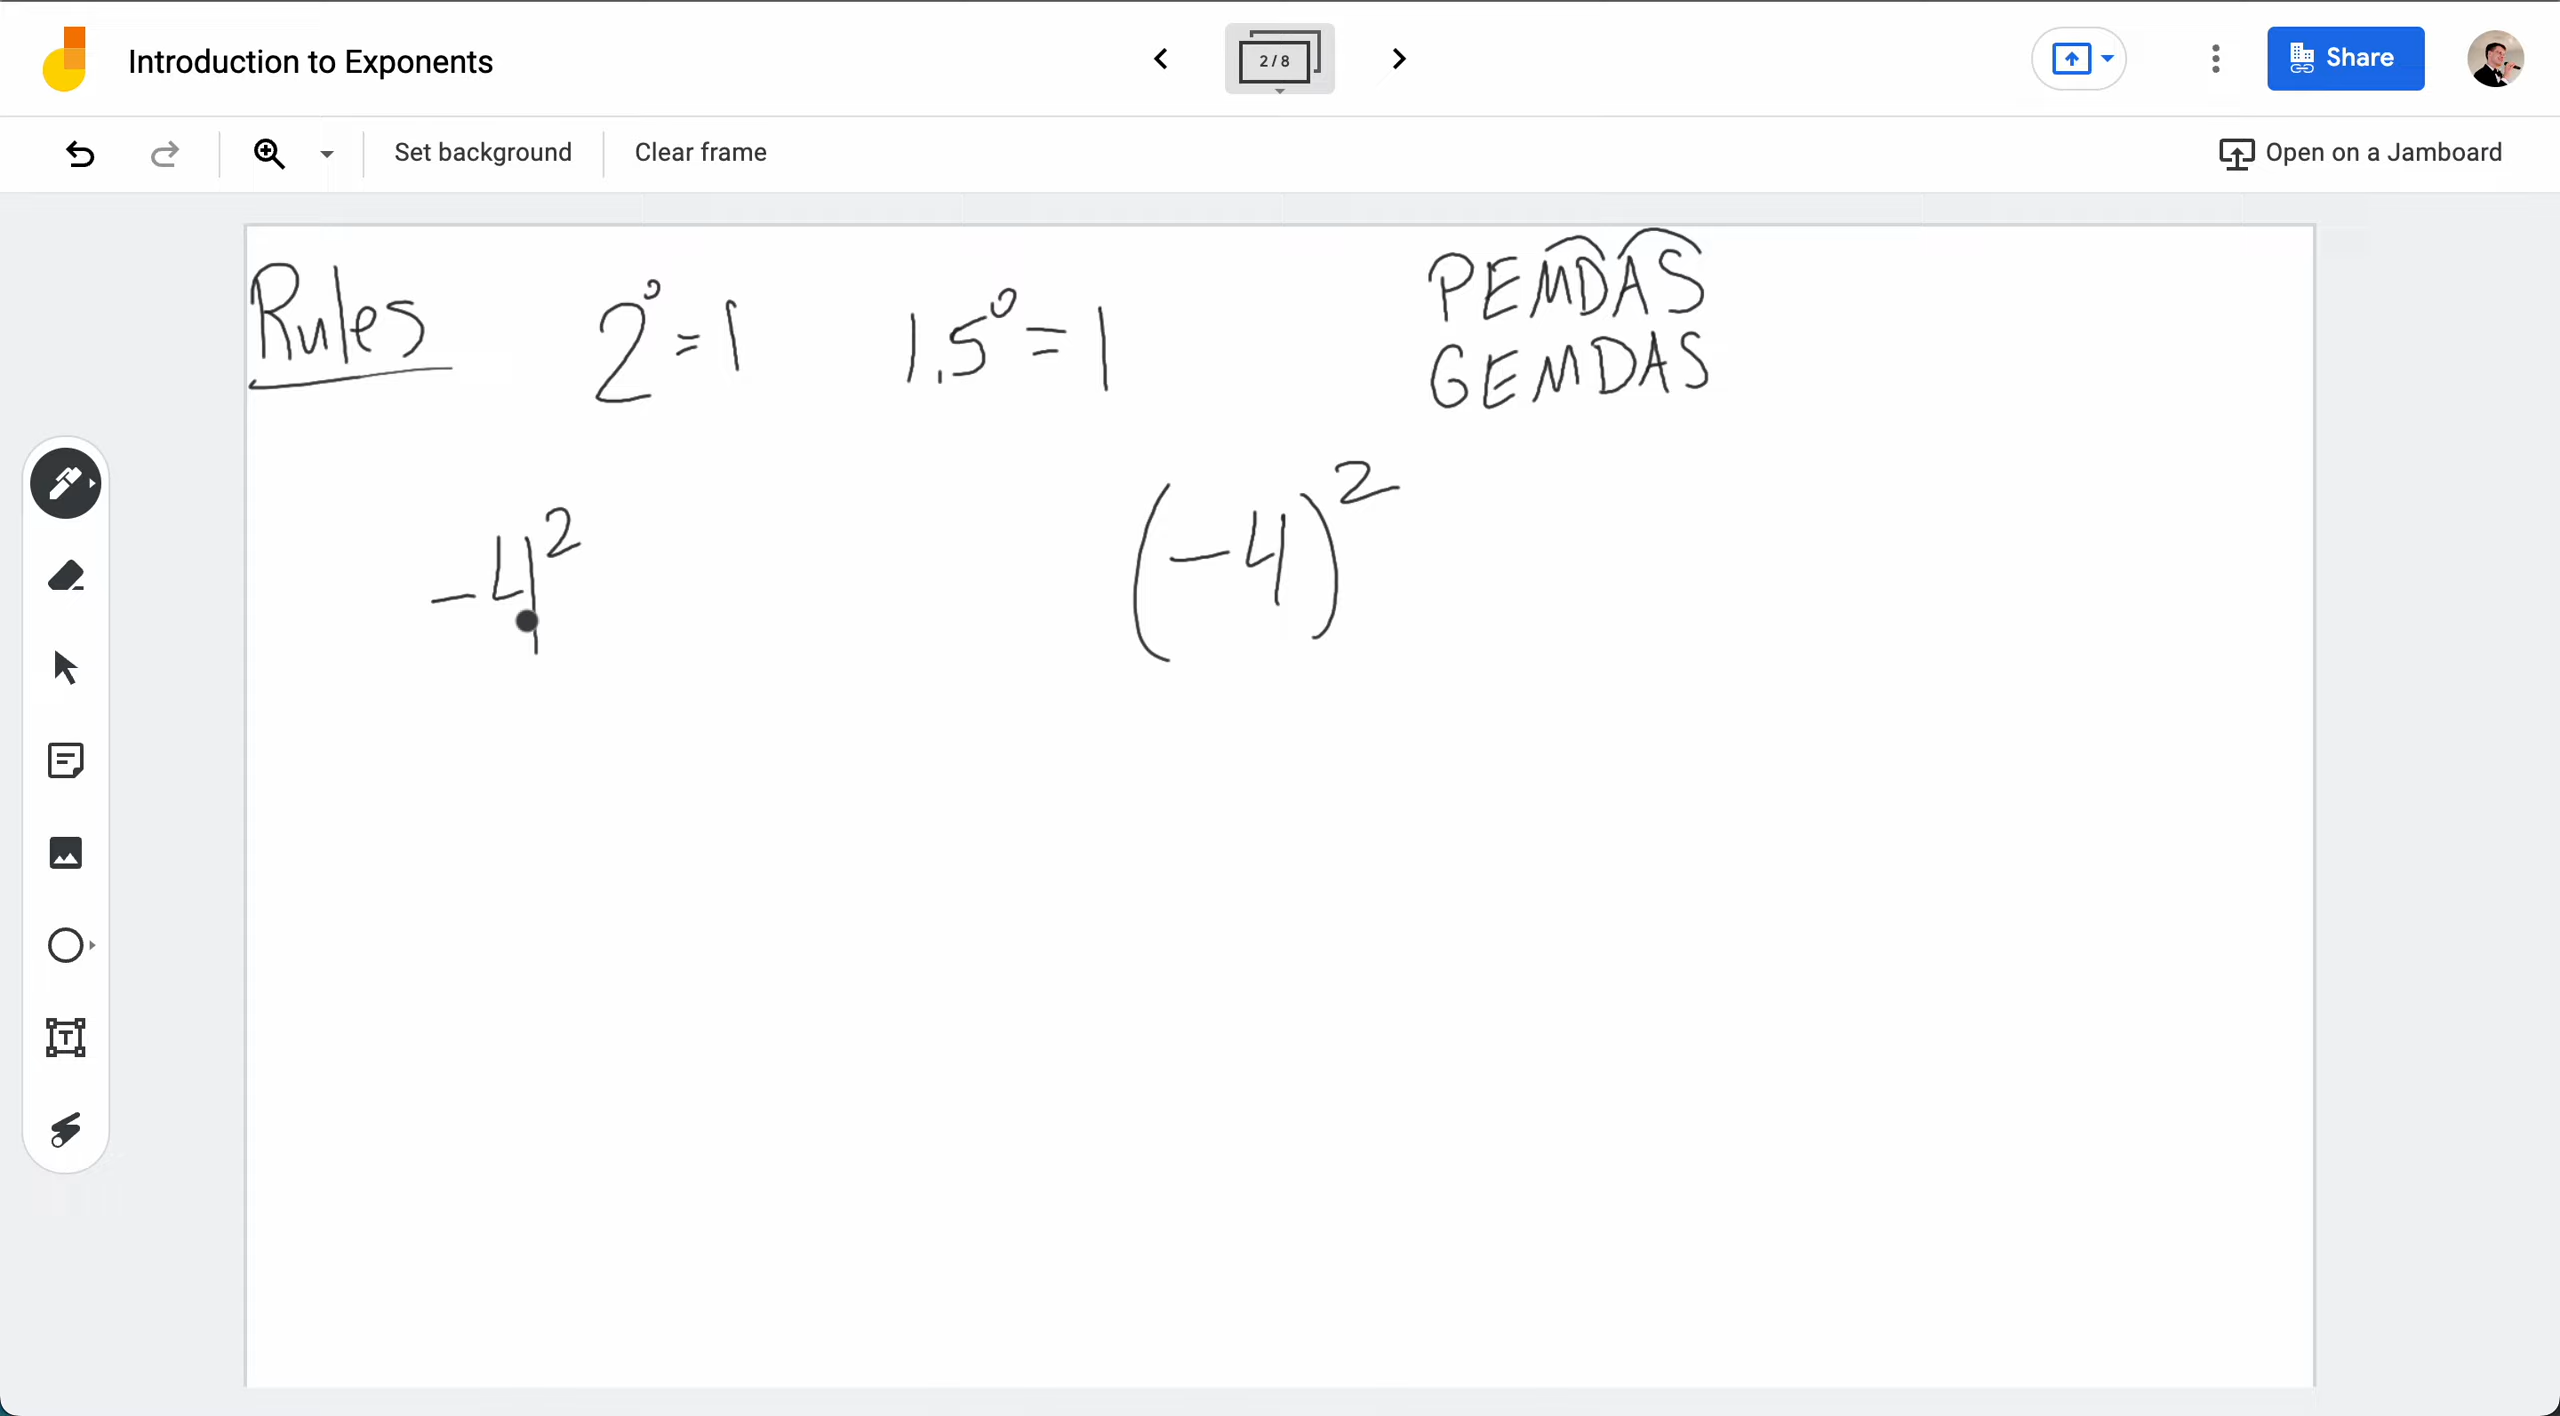 Introduction to Exponents
2 / 8
Share
Set background
Clear frame
Open on a Jamboard
Rules 2⁰ = 1 1.5⁰ = 1 PEMDAS
GEMDAS
-4² (-4)²